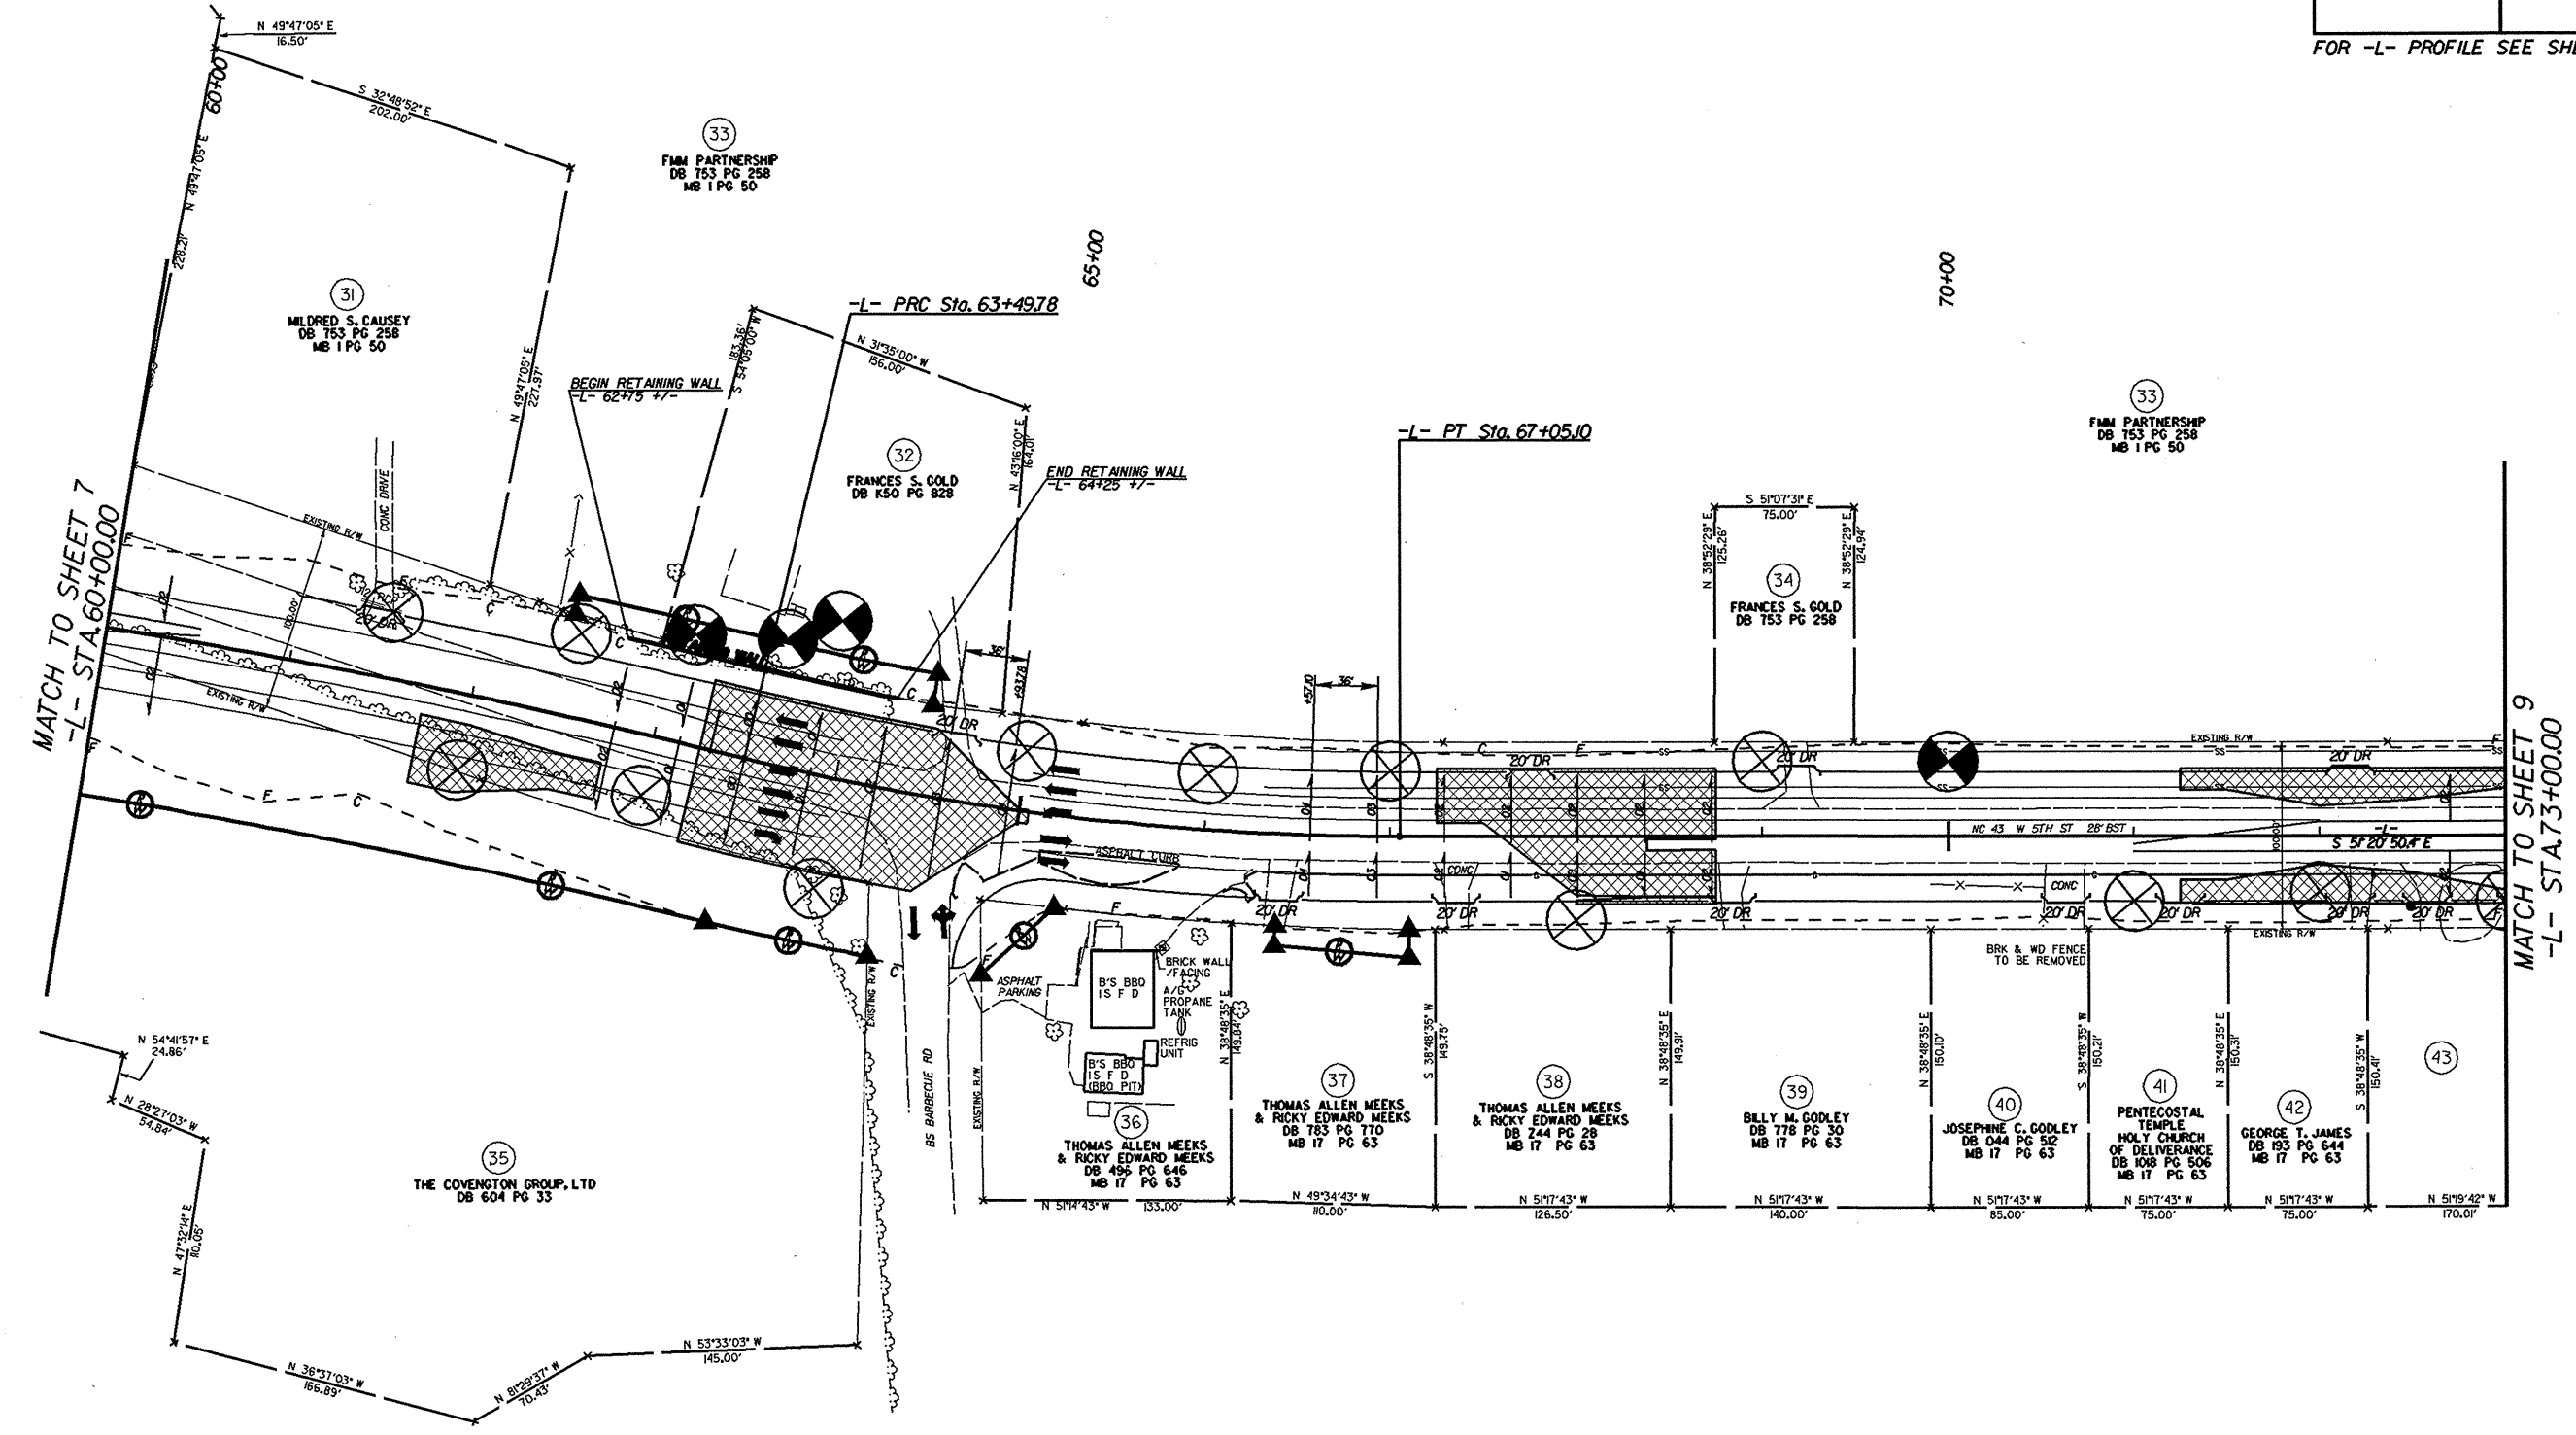 FOR -L- PROFILE SEE SHE
N 49°47'05" E
16.50'
60+00
S 32°48'52" E
202.00'
N 49°47'05" E
228.21'
33
FMM PARTNERSHIP
DB 753 PG 258
MB 1 PG 50
31
MILDRED S. CAUSEY
DB 753 PG 258
MB 1 PG 50
N 49°47'05" E
227.97'
65+00
70+00
-L- PRC Sta. 63+49.78
183.36'
S 54°05'00" W
N 31°35'00" W
156.00'
BEGIN RETAINING WALL
-L- 62+75 +/-
32
FRANCES S. GOLD
DB K50 PG 828
N 43°16'00" E
164.01'
END RETAINING WALL
-L- 64+25 +/-
-L- PT Sta. 67+05.10
33
FMM PARTNERSHIP
DB 753 PG 258
MB 1 PG 50
S 51°07'31" E
75.00'
N 38°52'29" E
125.26'
N 38°52'29" E
124.94'
34
FRANCES S. GOLD
DB 753 PG 258
MATCH TO SHEET 7
-L- STA.60+00.00
CONC DRIVE
EXISTING R/W
100.00'
EXISTING R/W
20' DR
36'
+93.78
+57.10
36'
20' DR
20' DR
20' DR
EXISTING R/W
20' DR
NC 43 W 5TH ST 28' BST
-L-
S 51°20'50.4" E
100.00'
MATCH TO SHEET 9
-L- STA.73+00.00
ASPHALT CURB
CONC
CONC
20' DR
20' DR
20' DR
20' DR
20' DR
20' DR
20' DR
EXISTING R/W
BRK & WD FENCE
TO BE REMOVED
ASPHALT
PARKING
B'S BBQ
IS F D
BRICK WALL
/FACING
A/G
PROPANE
TANK
REFRIG
UNIT
B'S BBQ
IS F D
(BBQ PIT)
EXISTING R/W
BS BARBECUE RD
EXISTING R/W
N 38°48'35" E
149.84'
S 38°48'35" W
149.75'
N 38°48'35" E
149.91'
N 38°48'35" E
150.10'
S 38°48'35" W
150.21'
N 38°48'35" E
150.31'
S 38°48'35" W
150.41'
N 54°41'57" E
24.86'
N 28°27'03" W
54.84'
35
THE COVENGTON GROUP, LTD
DB 604 PG 33
36
THOMAS ALLEN MEEKS
& RICKY EDWARD MEEKS
DB 496 PG 646
MB 17 PG 63
37
THOMAS ALLEN MEEKS
& RICKY EDWARD MEEKS
DB 783 PG 770
MB 17 PG 63
38
THOMAS ALLEN MEEKS
& RICKY EDWARD MEEKS
DB Z44 PG 28
MB 17 PG 63
39
BILLY M. GODLEY
DB 778 PG 30
MB 17 PG 63
40
JOSEPHINE C. GODLEY
DB O44 PG 512
MB 17 PG 63
41
PENTECOSTAL
TEMPLE
HOLY CHURCH
OF DELIVERANCE
DB 1018 PG 506
MB 17 PG 63
42
GEORGE T. JAMES
DB 193 PG 644
MB 17 PG 63
43
N 51°14'43" W 133.00'
N 49°34'43" W
110.00'
N 51°17'43" W
126.50'
N 51°17'43" W
140.00'
N 51°17'43" W
85.00'
N 51°17'43" W
75.00'
N 51°17'43" W
75.00'
N 51°19'42" W
170.01'
N 47°32'14" E
110.05'
N 36°37'03" W
166.89'
N 81°29'37" W
70.43'
N 53°33'03" W
145.00'